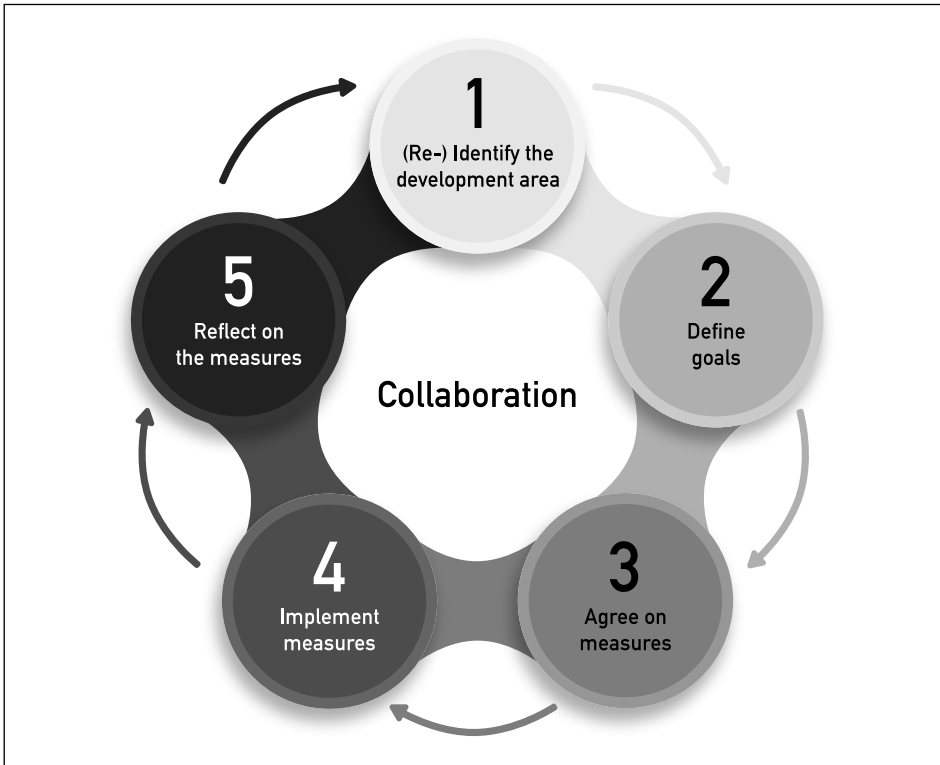 1
(Re-) Identify the
development area
2
Define
goals
3
Agree on
measures
4
Implement
measures
5
Reflect on
the measures
Collaboration